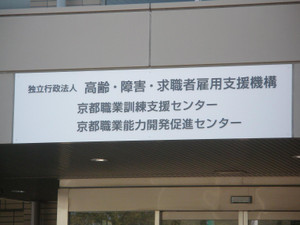 独立行政法人 高齢・障害・求職者雇用支援機構
京都職業訓練支援センター
京都職業能力開発促進センター